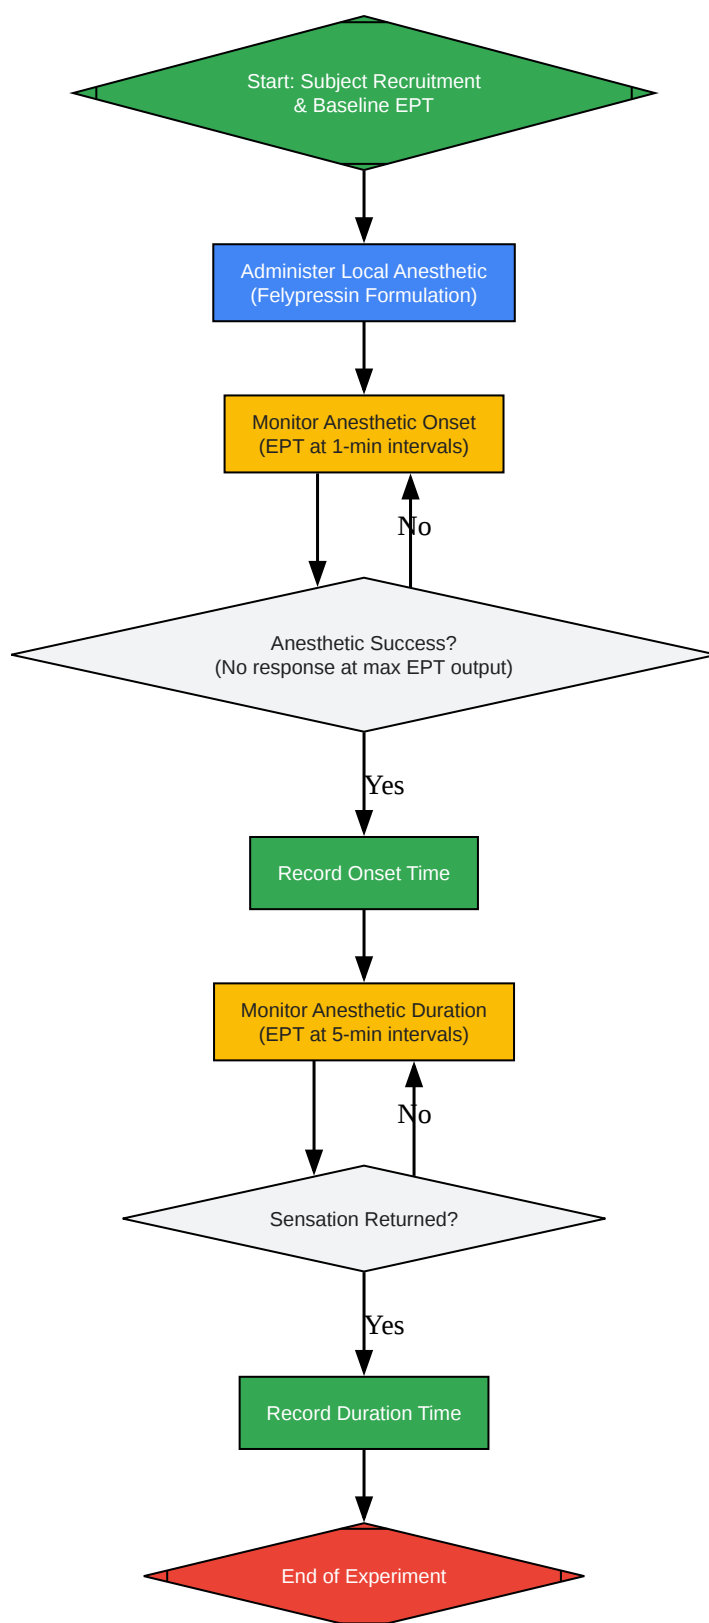 Start: Subject Recruitment
& Baseline EPT
Administer Local Anesthetic
(Felypressin Formulation)
Monitor Anesthetic Onset
(EPT at 1-min intervals)
No
Anesthetic Success?
(No response at max EPT output)
Yes
Record Onset Time
Monitor Anesthetic Duration
(EPT at 5-min intervals)
No
Sensation Returned?
Yes
Record Duration Time
End of Experiment